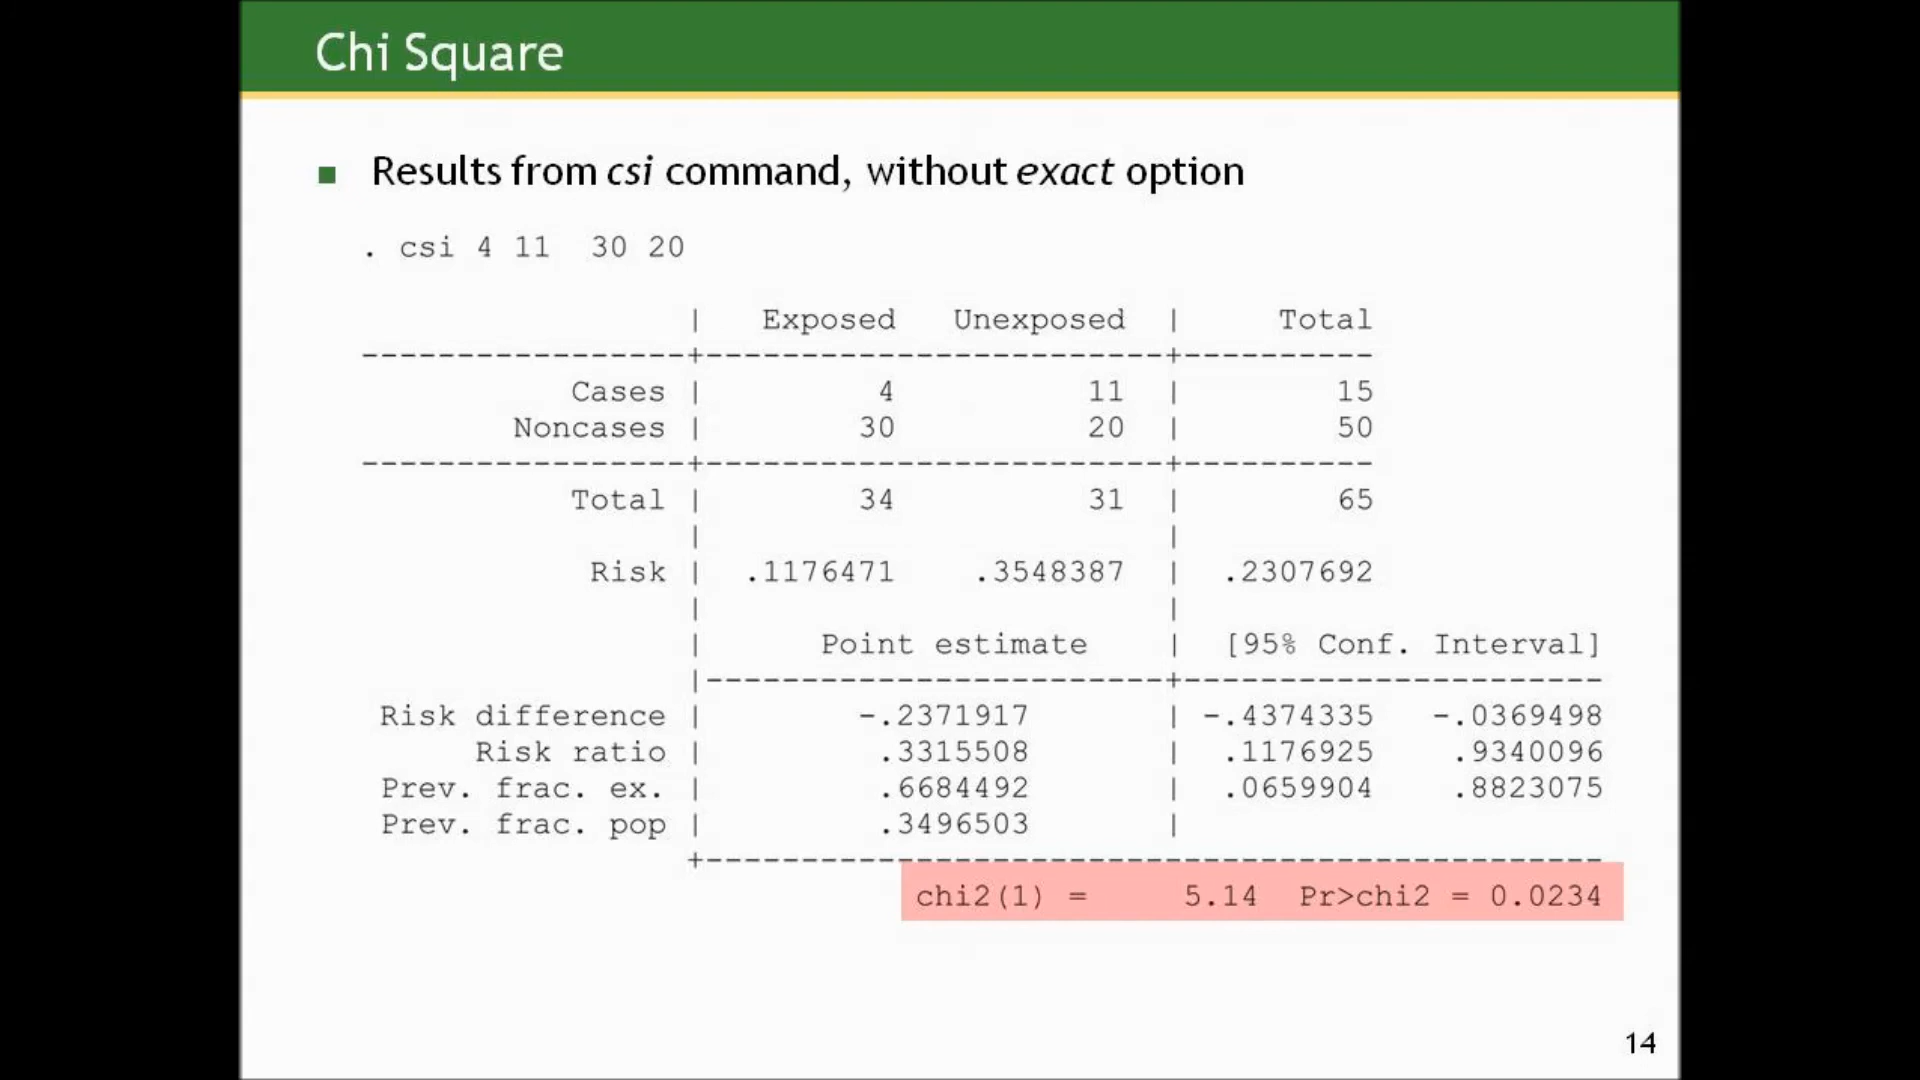 Chi Square
Results from csi command, without exact option
. csi 4 11 30 20
| Exposed Unexposed | Total
-----------------+------------------------+----------
Cases | 4 11 | 15
Noncases | 30 20 | 50
-----------------+------------------------+----------
Total | 34 31 | 65
| |
Risk | .1176471 .3548387 | .2307692
| |
| Point estimate | [95% Conf. Interval]
|------------------------+----------------------
Risk difference | -.2371917 | -.4374335 -.0369498
Risk ratio | .3315508 | .1176925 .9340096
Prev. frac. ex. | .6684492 | .0659904 .8823075
Prev. frac. pop | .3496503 |
+-----------------------------------------------
chi2(1) = 5.14 Pr>chi2 = 0.0234
14